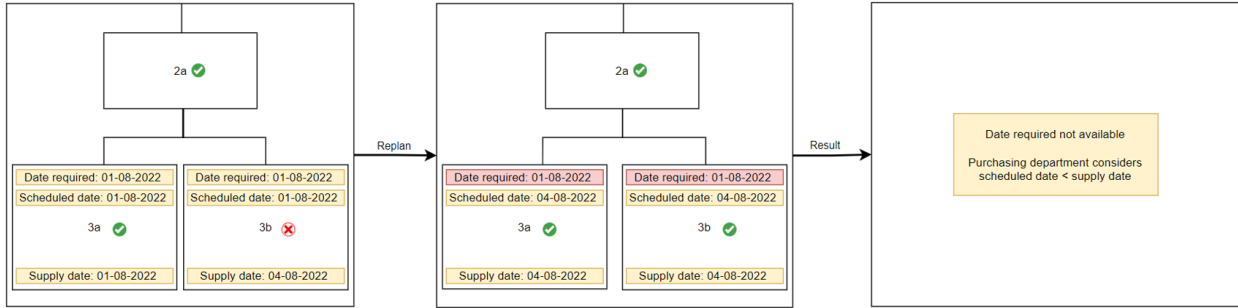 2a
Date required: 01-08-2022
Scheduled date: 01-08-2022
3a
Supply date: 01-08-2022
Date required: 01-08-2022
Scheduled date: 01-08-2022
3b
Supply date: 04-08-2022
Replan
2a
Date required: 01-08-2022
Scheduled date: 04-08-2022
3a
Supply date: 04-08-2022
Date required: 01-08-2022
Scheduled date: 04-08-2022
3b
Supply date: 04-08-2022
Result
Date required not available
Purchasing department considers
scheduled date < supply date